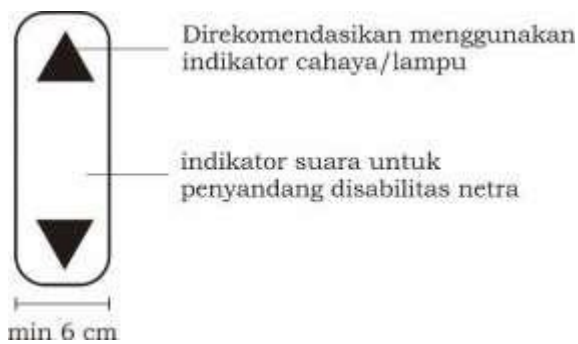 Direkomendasikan menggunakan
indikator cahaya/lampu
indikator suara untuk
penyandang disabilitas netra
min 6 cm